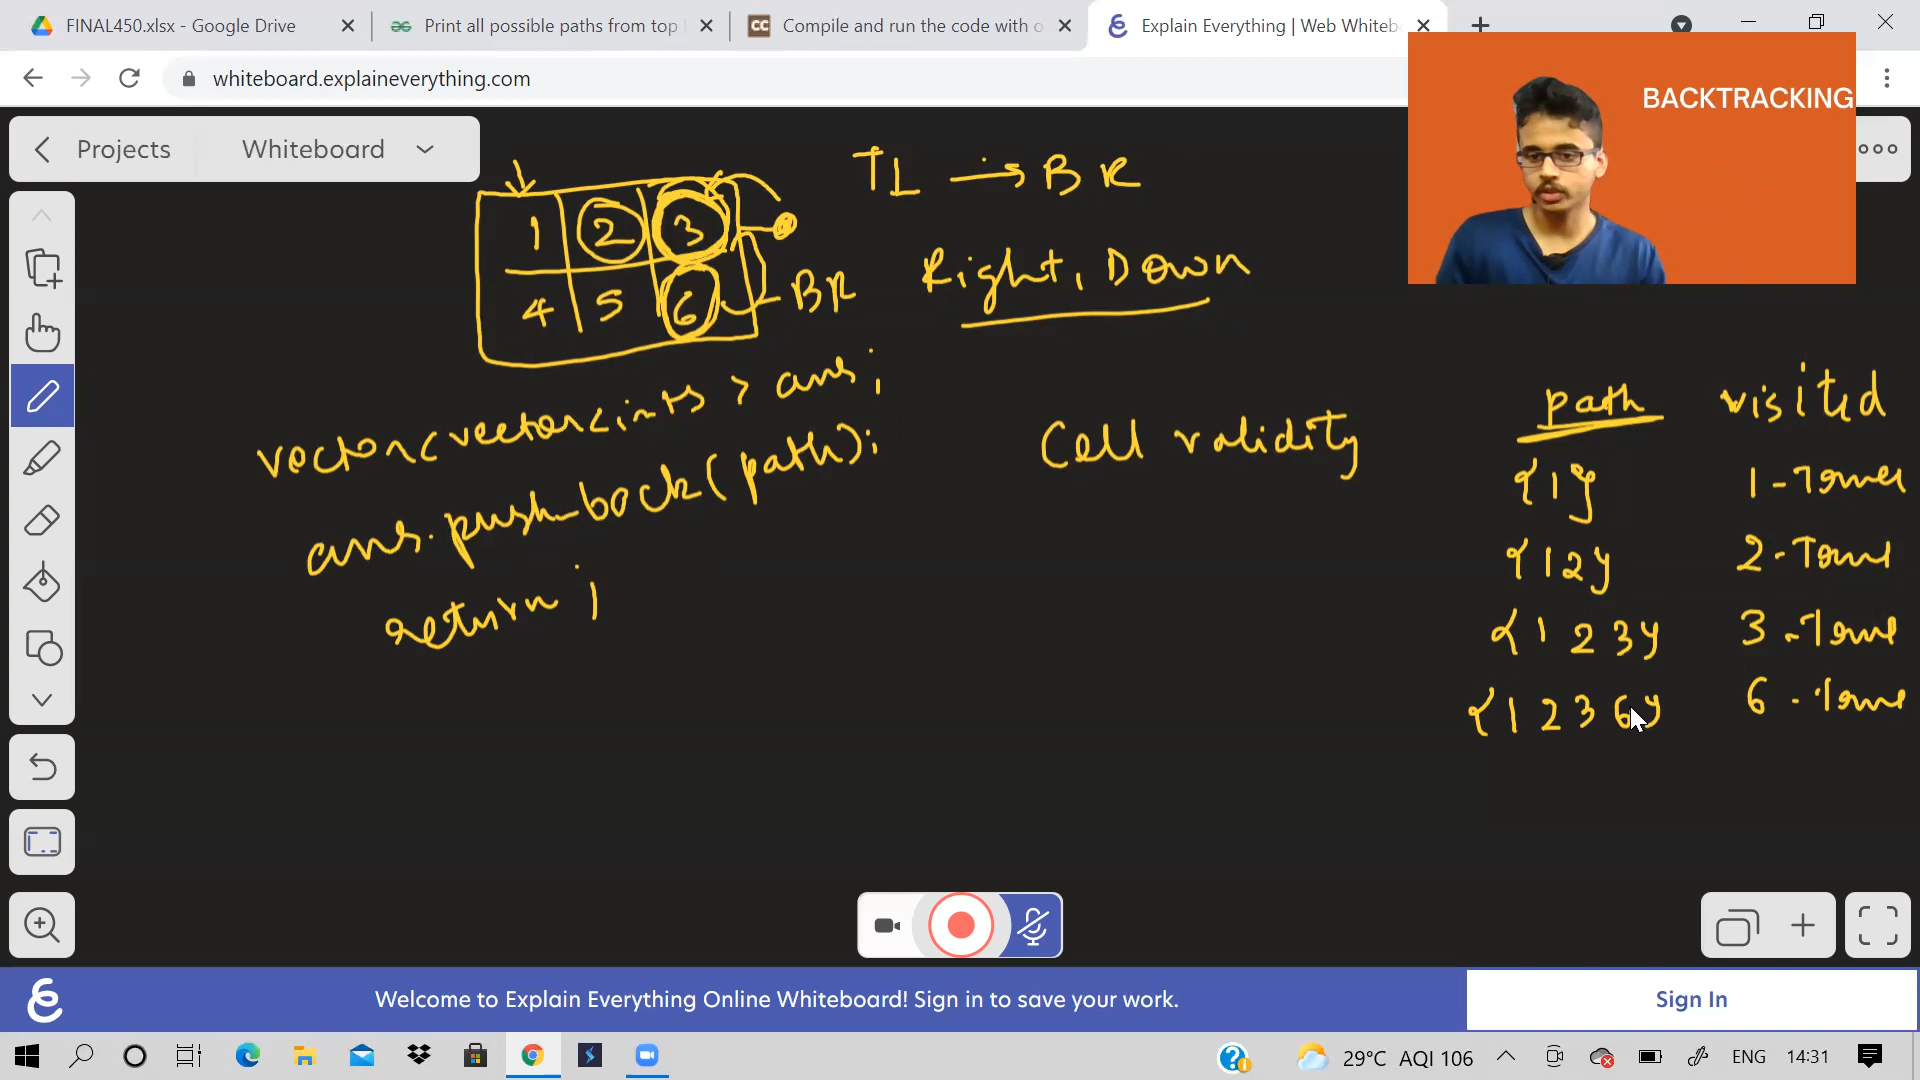 FINAL450.xlsx - Google Drive
Print all possible paths from top
Compile and run the code with o
Explain Everything | Web Whiteb
whiteboard.explaineverything.com
BACKTRACKING
Projects
Whiteboard
TL → BR
1 2 3
4 5 6
BR
Right, Down
vector<vector<int>> ans;
ans.push_back(path);
return;
Cell validity
path visited
{1} 1-True
{12} 2-True
{1 2 3} 3-True
{1 2 3 6} 6-True
Welcome to Explain Everything Online Whiteboard! Sign in to save your work.
Sign In
29°C AQI 106
ENG
14:31